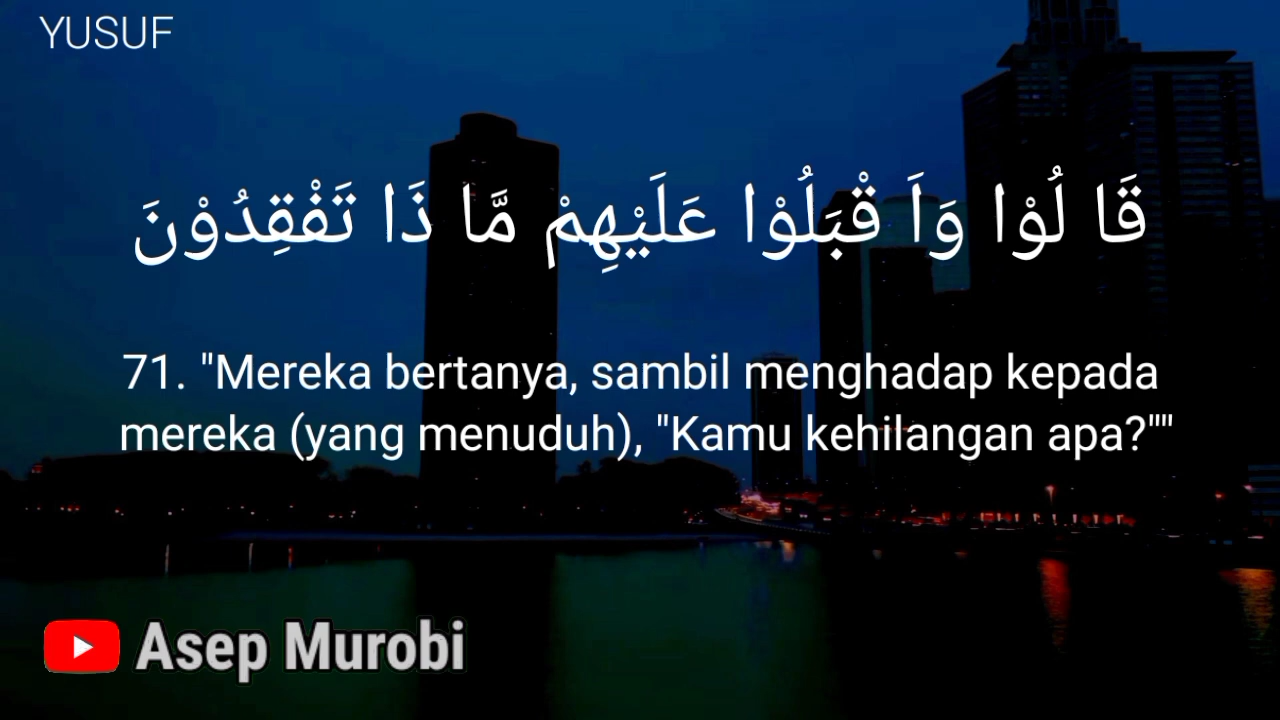 YUSUF
قَا لُوْا وَاَ قْبَلُوْا عَلَيْهِمْ مَّا ذَا تَفْقِدُوْنَ
71. "Mereka bertanya, sambil menghadap kepada
mereka (yang menuduh), "Kamu kehilangan apa?""
Asep Murobi